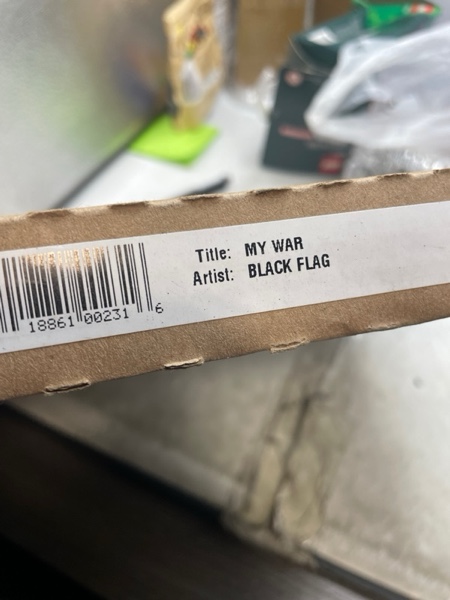 Title: MY WAR
Artist: BLACK FLAG
18861 00231 6